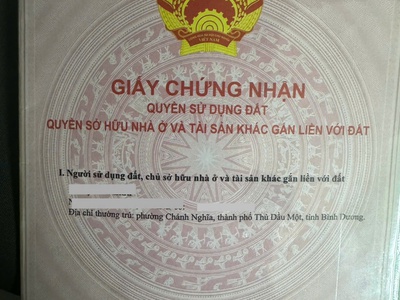 GIẤY CHỨNG NHẬN
QUYỀN SỬ DỤNG ĐẤT
QUYỀN SỞ HỮU NHÀ Ở VÀ TÀI SẢN KHÁC GẮN LIỀN VỚI ĐẤT
I. Người sử dụng đất, chủ sở hữu nhà ở và tài sản khác gắn liền với đất
Địa chỉ thường trú: phường Chánh Nghĩa, thành phố Thủ Dầu Một, tỉnh Bình Dương.